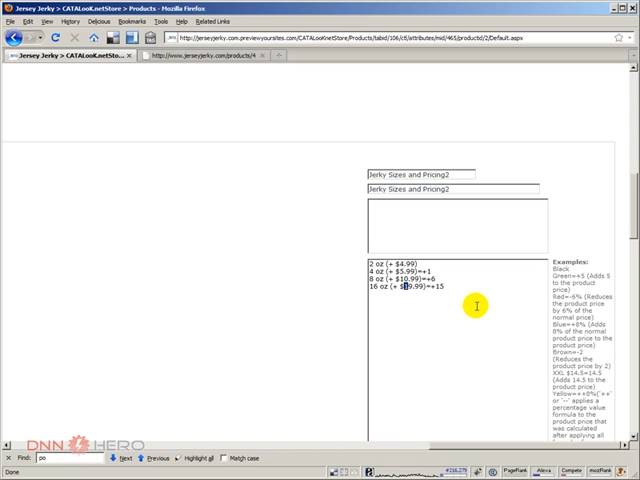 Jersey Jerky > CATALooK.netStore > Products - Mozilla Firefox
File Edit View History Delicious Bookmarks Tools Related Links
http://www.jerseyjerky.com.previewyoursites.com/CATALooKnetStore/Products/tabid/106/ctl/attributes/mid/465/productid/2/Default.aspx
Jersey Jerky > CATALooK.netStore... http://www.jerseyjerky.com/products/4
Jerky Sizes and Pricing2
Jerky Sizes and Pricing2
2 oz (+ $4.99)
4 oz (+ $5.99)=+1
8 oz (+ $10.99)=+6
16 oz (+ $19.99)=+15
Examples:
Black
Green=+5 (Adds 5 to the product
price)
Red=-6% (Reduces
the product price
by 6% of the
normal price)
Blue=+8% (Adds
8% of the normal
product price to the
product price)
Brown=-2
(Reduces the
product price by 2)
XXL $14.5=14.5
(Adds 14.5 to the
product price)
Yellow=++8%('++'
or '--' applies a
percentage value
formula to the
product price that
was calculated
after applying all
DNN HERO
Find: po Next Previous Highlight all Match case
Done #216,279 PageRank Alexa Compete mozRank